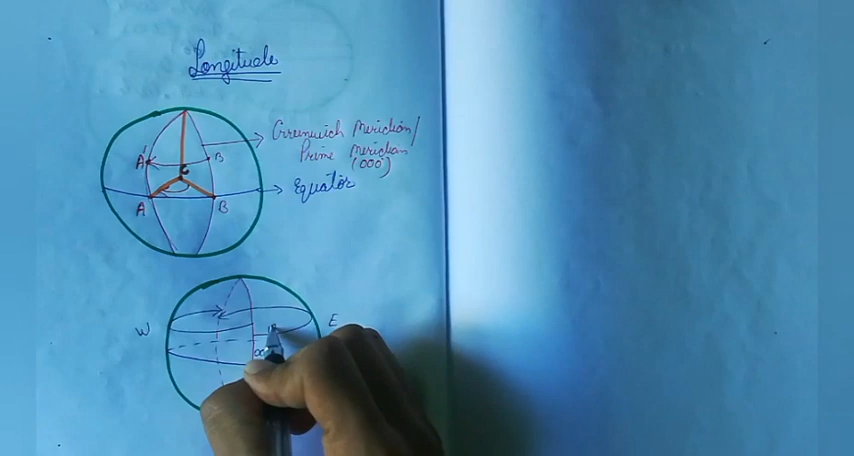 Longitude
Greenwich Meridian/
Prime Meridian
(000)
A' B
C
Equator
A B
W E